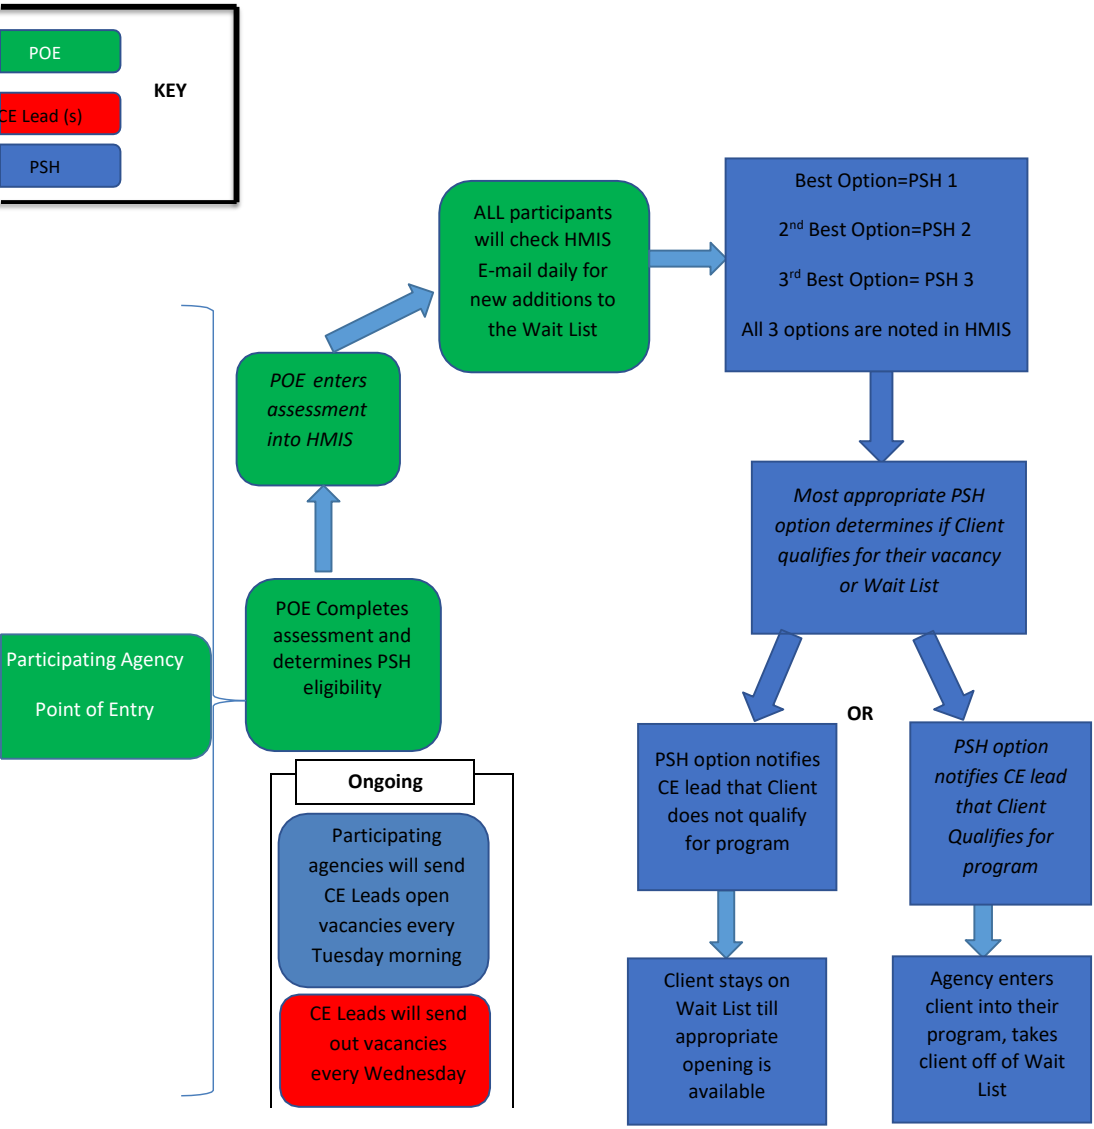 POE
KEY
CE Lead (s)
PSH
ALL participants
will check HMIS
E-mail daily for
new additions to
the Wait List
Best Option=PSH 1
2nd Best Option=PSH 2
3rd Best Option= PSH 3
All 3 options are noted in HMIS
POE enters
assessment
into HMIS
Most appropriate PSH
option determines if Client
qualifies for their vacancy
or Wait List
POE Completes
assessment and
determines PSH
eligibility
Participating Agency
Point of Entry
OR
PSH option notifies
CE lead that Client
does not qualify
for program
PSH option
notifies CE lead
that Client
Qualifies for
program
Ongoing
Participating
agencies will send
CE Leads open
vacancies every
Tuesday morning
CE Leads will send
out vacancies
every Wednesday
Client stays on
Wait List till
appropriate
opening is
available
Agency enters
client into their
program, takes
client off of Wait
List